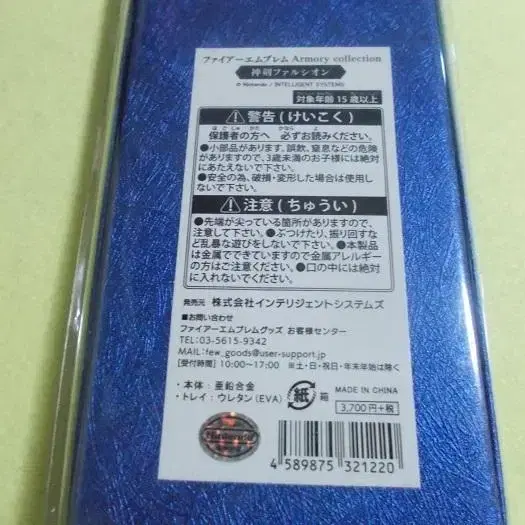 ファイアーエムブレム Armory collection
神剣ファルシオン
© Nintendo / INTELLIGENT SYSTEMS
対象年齢 15歳以上
警告(けいこく)
保護者の方へ 必ずお読みください。
●小部品があります。誤飲、窒息などの危険
がありますので、3歳未満のお子様には絶対
にあたえないで下さい。
●安全の為、破損・変形した場合は使用し
ないで下さい。
注意(ちゅうい)
●先端が尖っている箇所がありますので、
注意して下さい。●ぶつけたり、振り回すな
ど乱暴な遊びをしないで下さい。●本製品
は金属でできていますので金属アレルギー
の方はご注意ください。●口の中には絶対
に入れないでください。
発売元 株式会社インテリジェントシステムズ
■お問い合わせ
ファイアーエムブレムグッズ お客様センター
TEL:03-5615-9342
MAIL:few_goods@user-support.jp
[受付時間] 10:00〜17:00 ※土・日・祝日・年末年始は除く
・本体：亜鉛合金
・トレイ：ウレタン(EVA)
紙 箱
MADE IN CHINA
3,700円+税
Nintendo
4 589875 321220